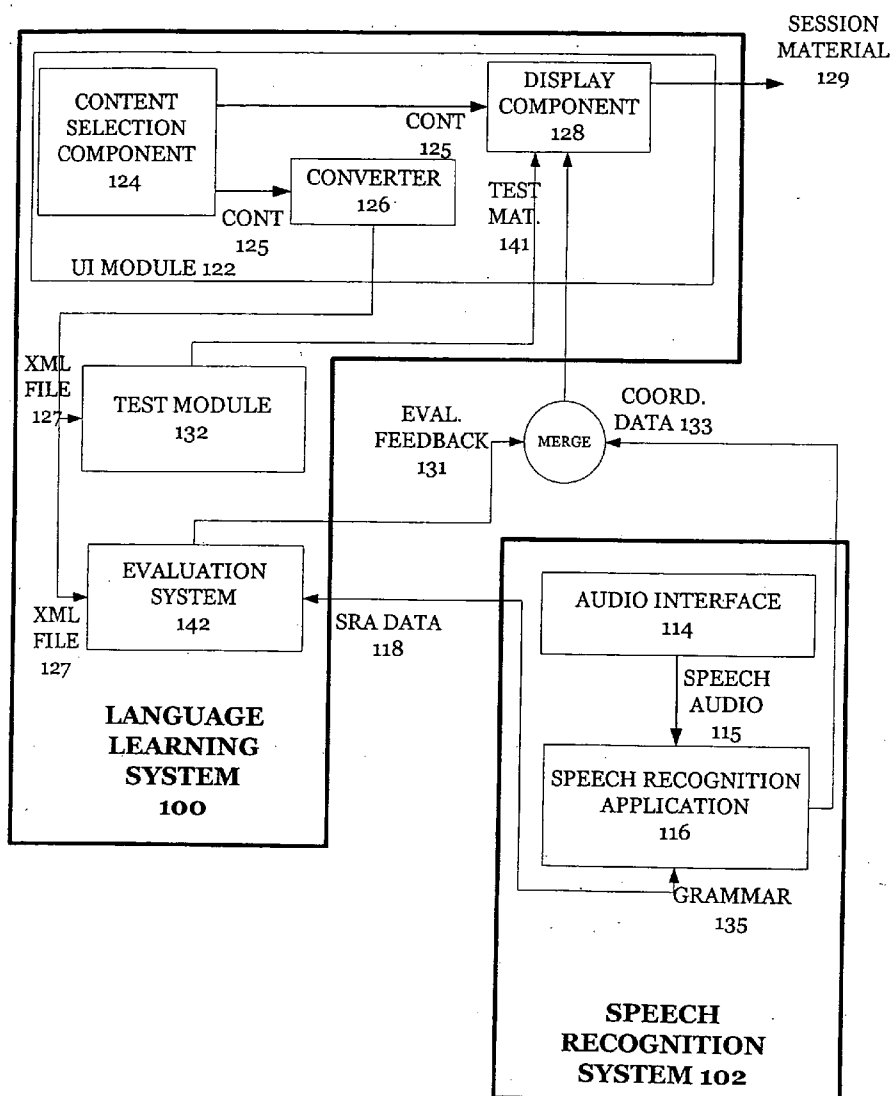 SESSION
MATERIAL
129
CONTENT
SELECTION
COMPONENT
124
DISPLAY
COMPONENT
128
CONT
125
CONVERTER
126
CONT
125
TEST
MAT.
141
UI MODULE 122
XML
FILE
127
TEST MODULE
132
EVAL.
FEEDBACK
131
MERGE
COORD.
DATA 133
EVALUATION
SYSTEM
142
XML
FILE
127
SRA DATA
118
AUDIO INTERFACE
114
SPEECH
AUDIO
115
SPEECH RECOGNITION
APPLICATION
116
GRAMMAR
135
LANGUAGE
LEARNING
SYSTEM
100
SPEECH
RECOGNITION
SYSTEM 102